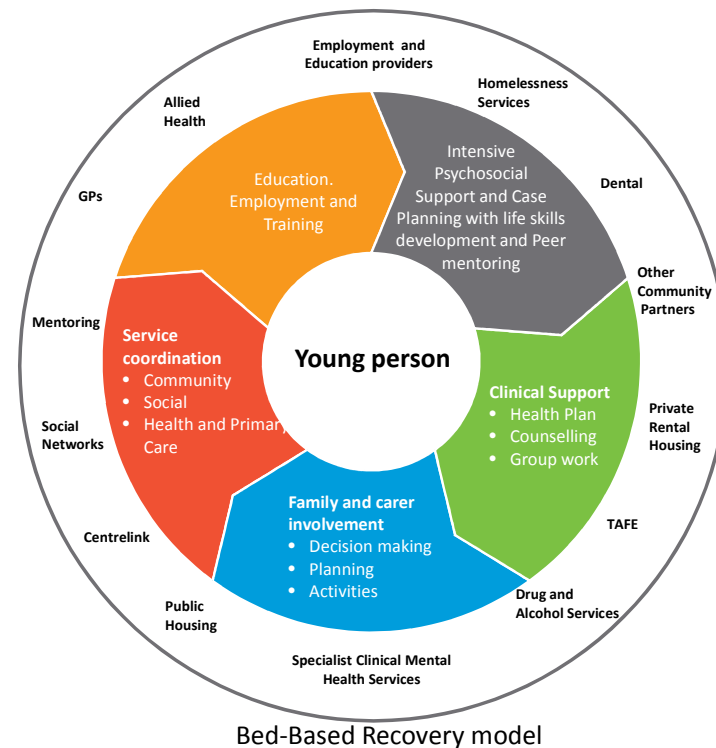 Employment and
Education providers
Homelessness
Services
Allied
Health
Dental
GPs
Education.
Employment and
Training
Intensive
Psychosocial
Support and Case
Planning with life skills
development and Peer
mentoring
Other
Community
Partners
Mentoring
Service
coordination
• Community
• Social
• Health and Primary
Care
Young person
Clinical Support
• Health Plan
• Counselling
• Group work
Private
Rental
Housing
Social
Networks
Family and carer
involvement
• Decision making
• Planning
• Activities
TAFE
Centrelink
Drug and
Alcohol Services
Public
Housing
Specialist Clinical Mental
Health Services
Bed-Based Recovery model